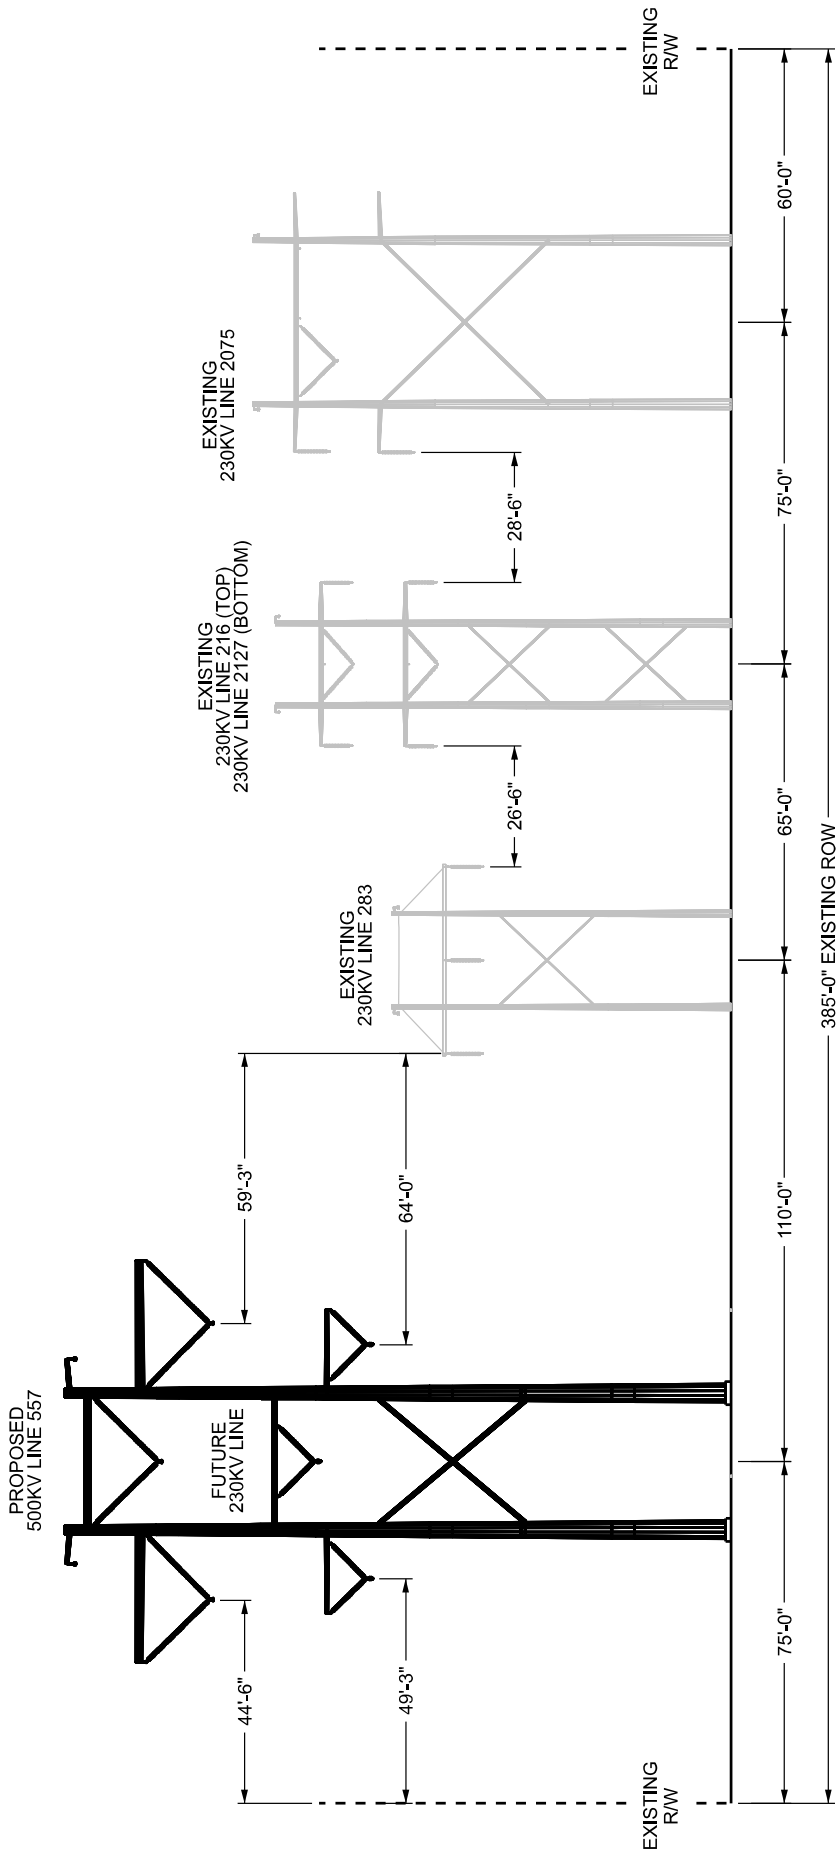 PROPOSED
500KV LINE 557
FUTURE
230KV LINE
EXISTING
230KV LINE 283
EXISTING
230KV LINE 216 (TOP)
230KV LINE 2127 (BOTTOM)
EXISTING
230KV LINE 2075
44'-6"
59'-3"
49'-3"
64'-0"
26'-6"
28'-6"
EXISTING
R/W
EXISTING
R/W
75'-0"
110'-0"
65'-0"
75'-0"
60'-0"
385'-0" EXISTING ROW